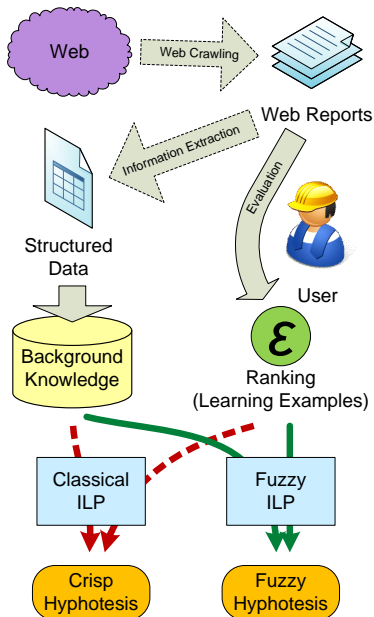 Web
Web Crawling
Web Reports
Information Extraction
Evaluation
Structured
Data
User
Background
Knowledge
ε
Ranking
(Learning Examples)
Classical
ILP
Fuzzy
ILP
Crisp
Hyphotesis
Fuzzy
Hyphotesis